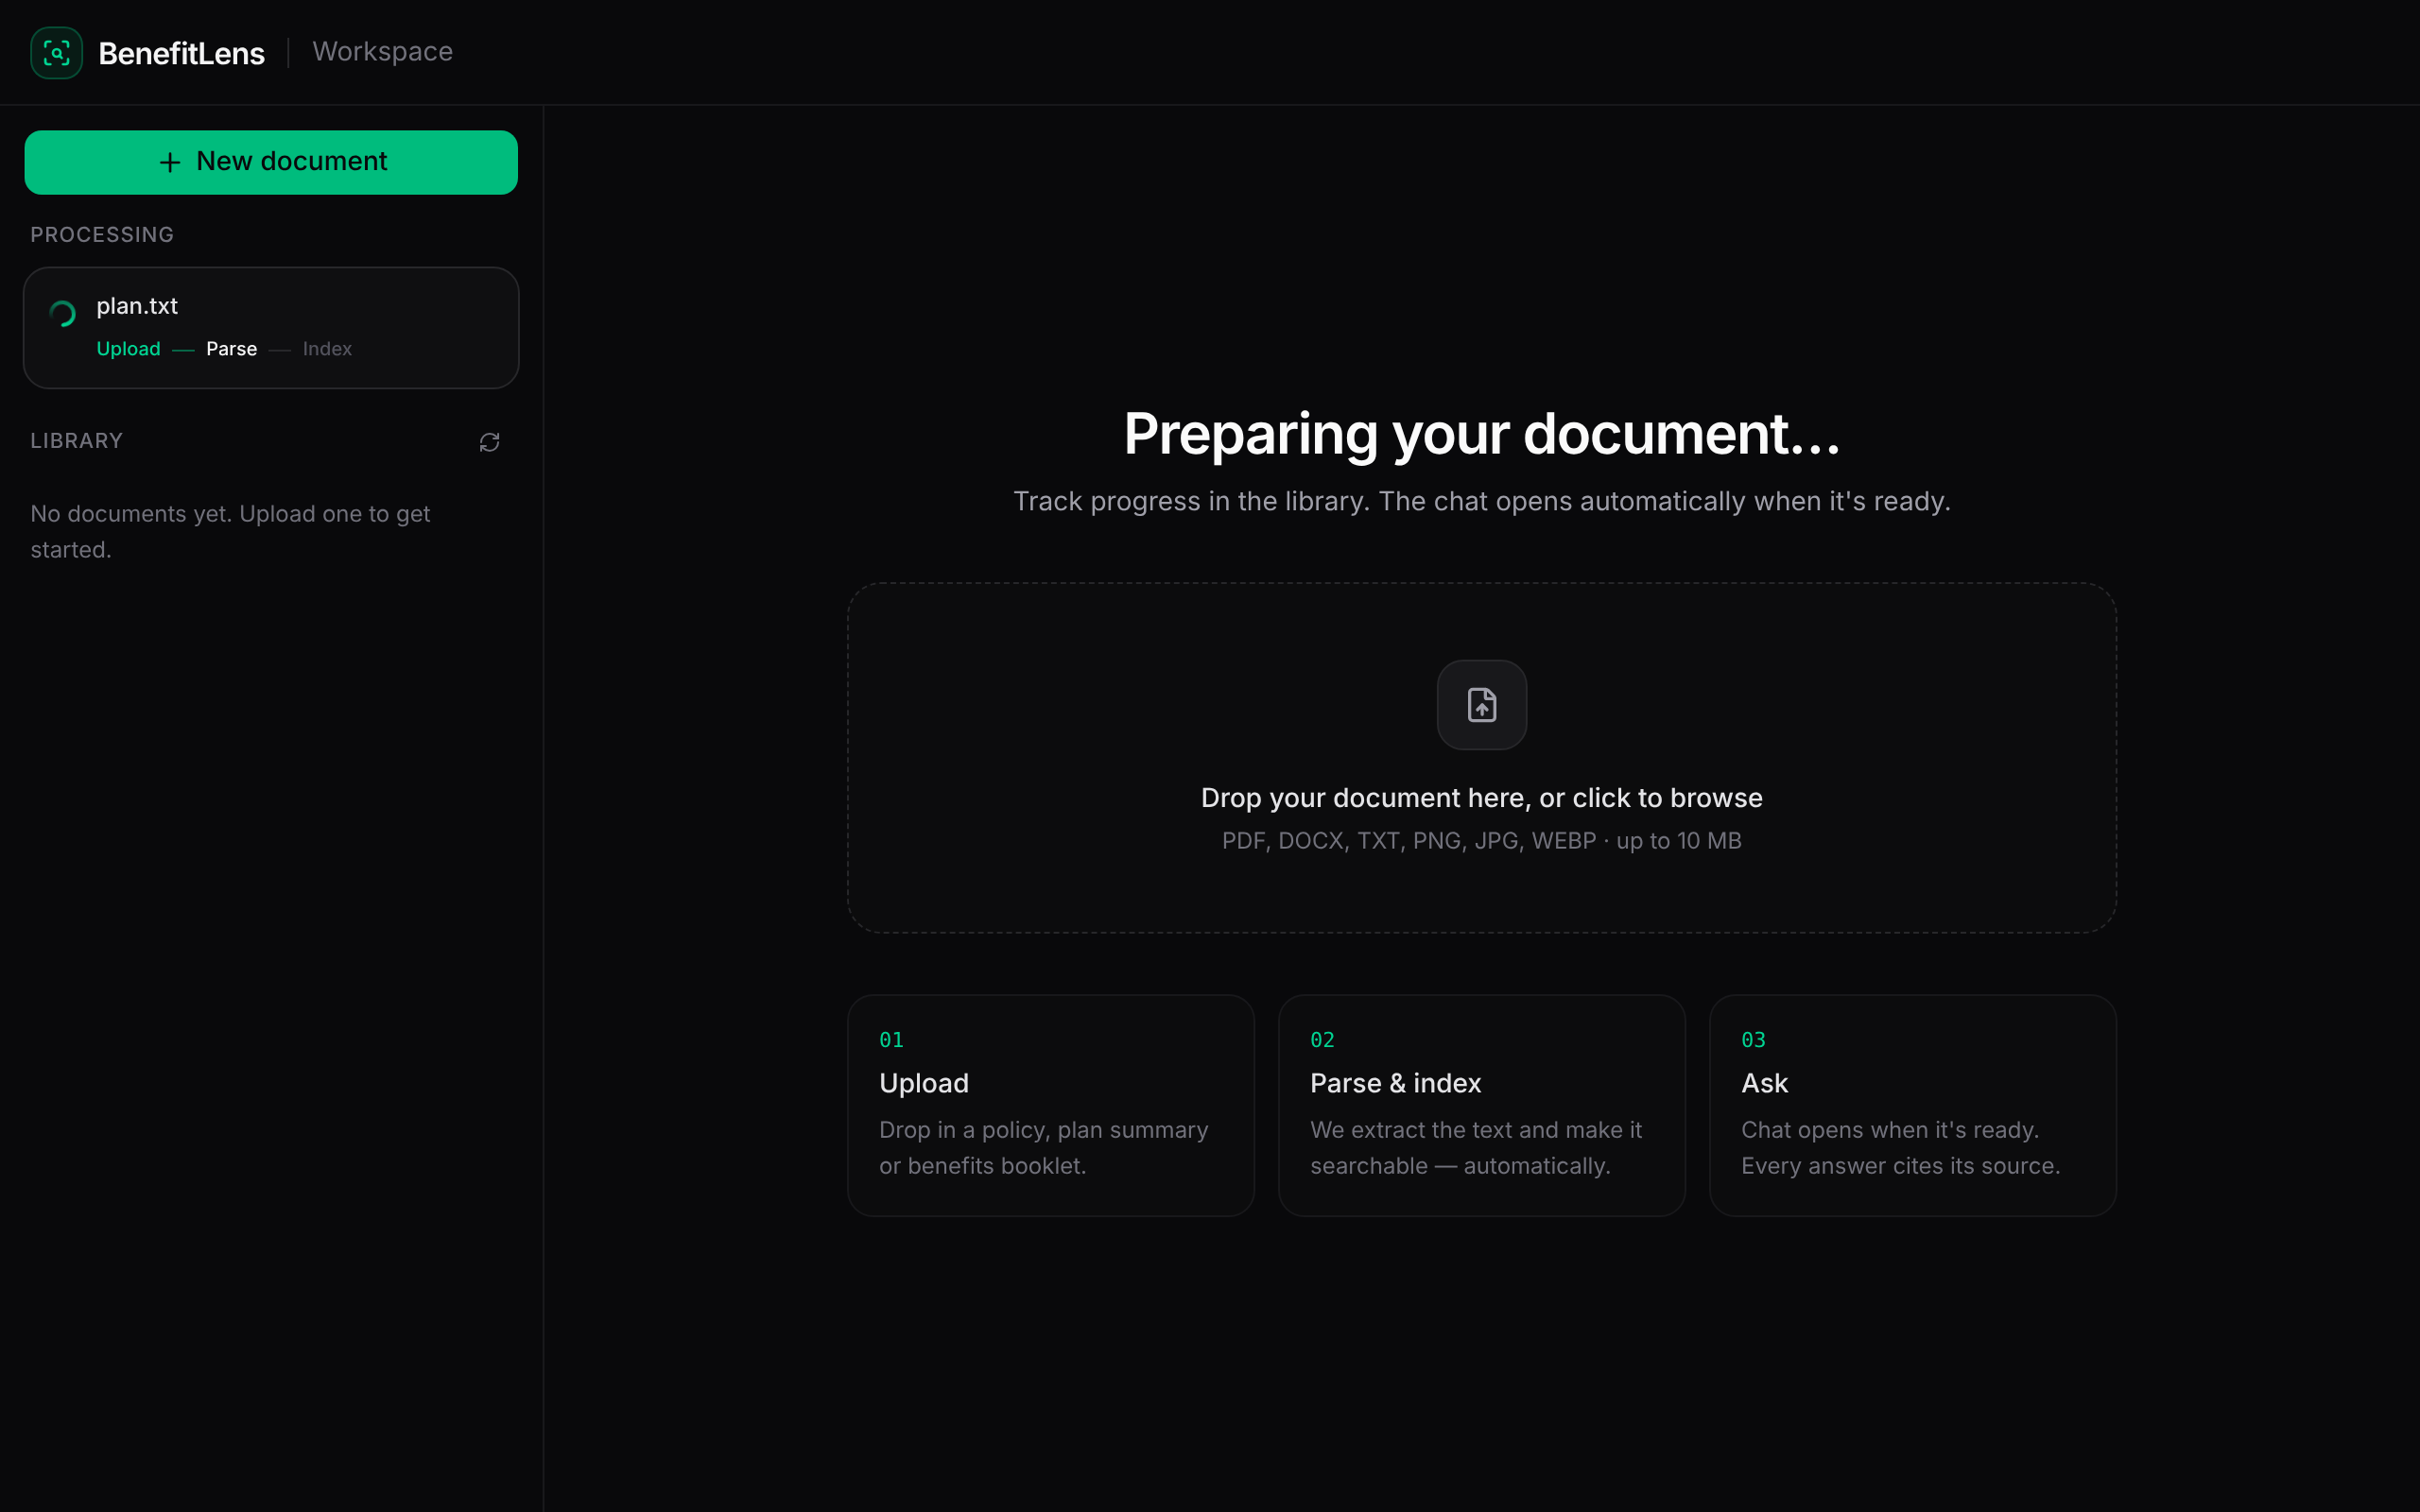 BenefitLens
Workspace
New document
PROCESSING
plan.txt
Upload — Parse — Index
LIBRARY
No documents yet. Upload one to get
started.
Preparing your document...
Track progress in the library. The chat opens automatically when it's ready.
Drop your document here, or click to browse
PDF, DOCX, TXT, PNG, JPG, WEBP · up to 10 MB
01
Upload
Drop in a policy, plan summary
or benefits booklet.
02
Parse & index
We extract the text and make it
searchable — automatically.
03
Ask
Chat opens when it's ready.
Every answer cites its source.